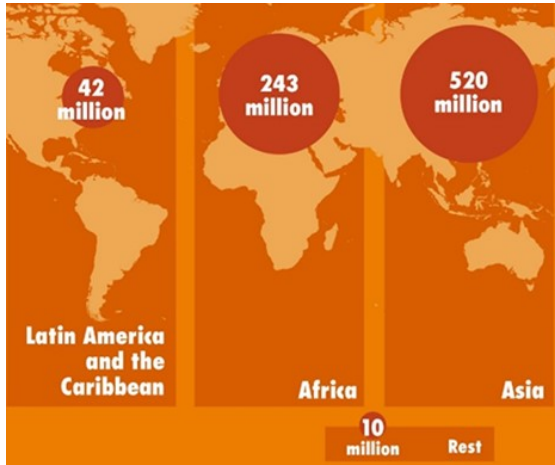 42
million
243
million
520
million
Latin America
and the
Caribbean
Africa
Asia
10
million
Rest